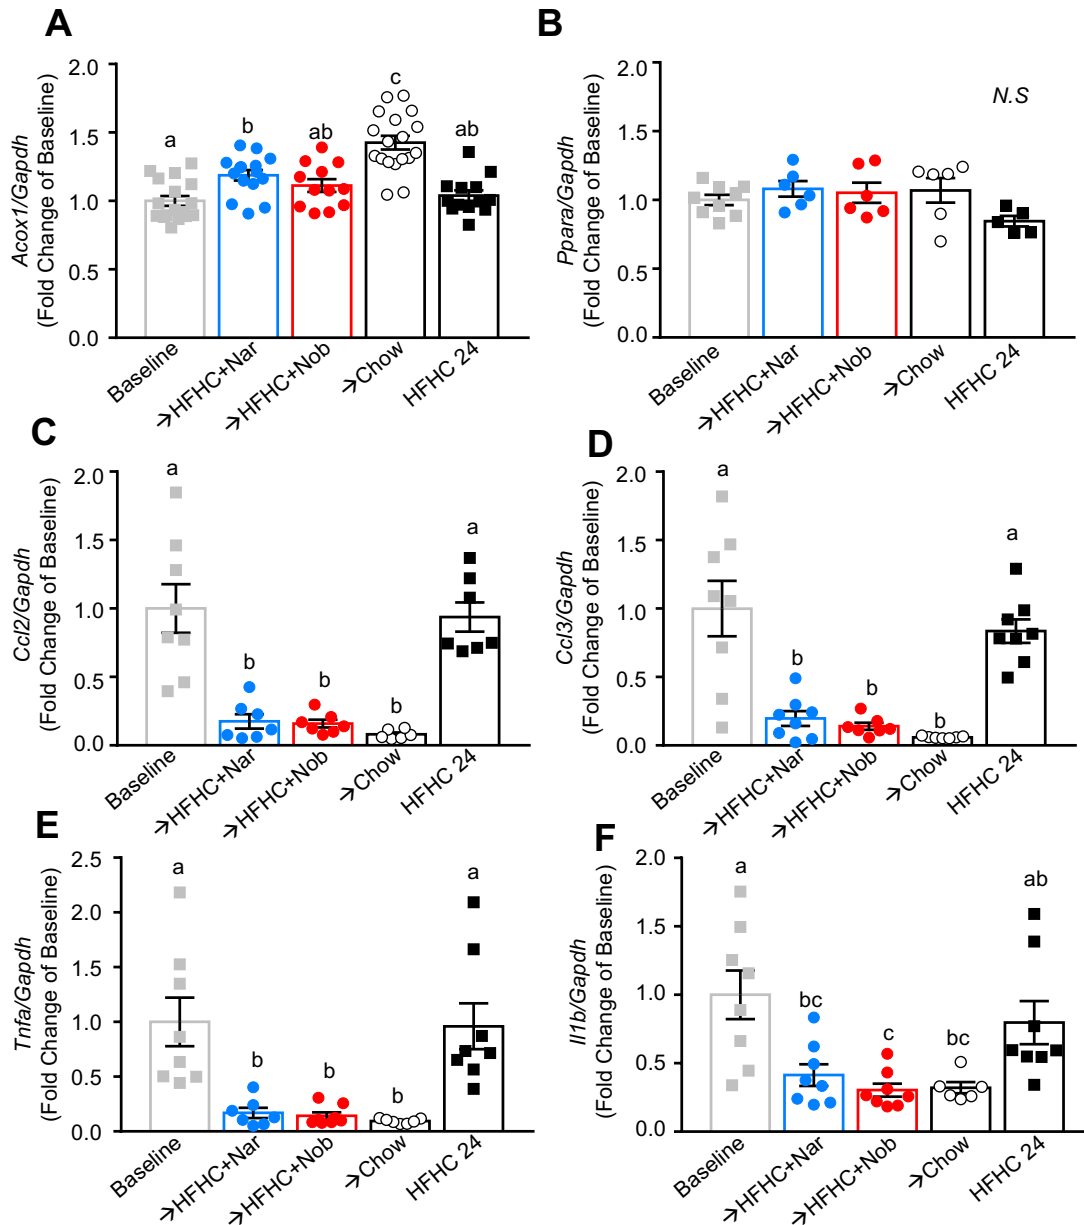 A
Acox1/Gapdh
(Fold Change of Baseline)
2.0
1.5
1.0
0.5
0.0
a
b
ab
c
ab
Baseline
→HFHC+Nar
→HFHC+Nob
→Chow
HFHC 24
B
Ppara/Gapdh
(Fold Change of Baseline)
2.0
1.5
1.0
0.5
0.0
N.S
Baseline
→HFHC+Nar
→HFHC+Nob
→Chow
HFHC 24
C
Ccl2/Gapdh
(Fold Change of Baseline)
2.0
1.5
1.0
0.5
0.0
a
b
b
b
a
Baseline
→HFHC+Nar
→HFHC+Nob
→Chow
HFHC 24
D
Ccl3/Gapdh
(Fold Change of Baseline)
2.0
1.5
1.0
0.5
0.0
a
b
b
b
a
Baseline
→HFHC+Nar
→HFHC+Nob
→Chow
HFHC 24
E
Tnfa/Gapdh
(Fold Change of Baseline)
2.5
2.0
1.5
1.0
0.5
0.0
a
b
b
b
a
Baseline
→HFHC+Nar
→HFHC+Nob
→Chow
HFHC 24
F
Il1b/Gapdh
(Fold Change of Baseline)
2.0
1.5
1.0
0.5
0.0
a
bc
c
bc
ab
Baseline
→HFHC+Nar
→HFHC+Nob
→Chow
HFHC 24